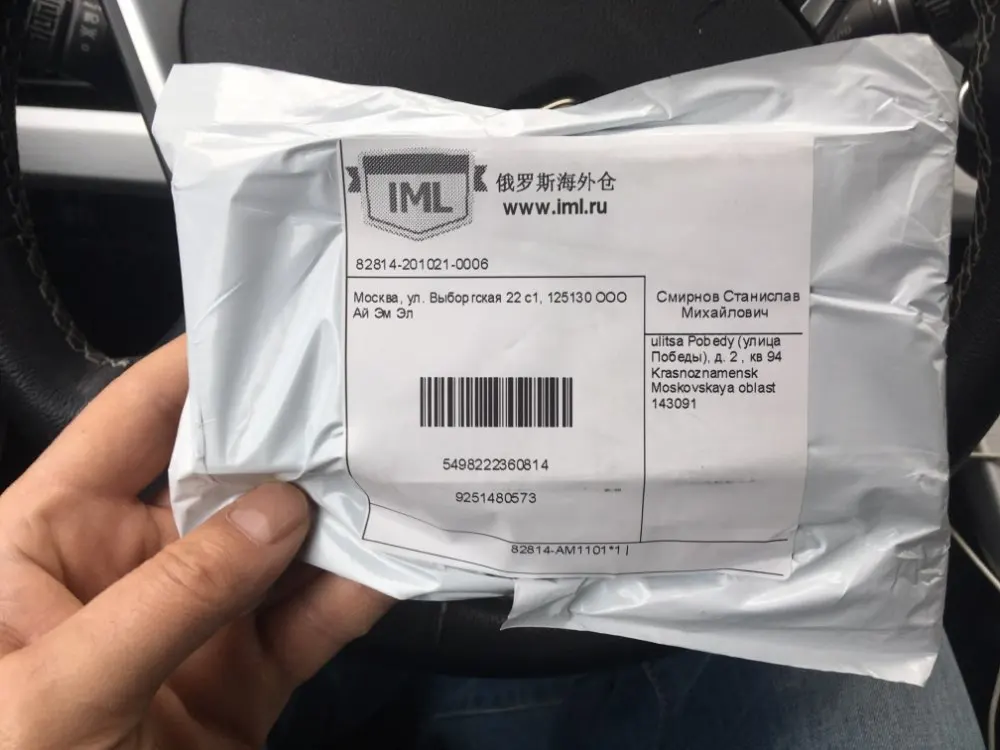 IML
俄罗斯海外仓
www.iml.ru
82814-201021-0006
Москва, ул. Выборгская 22 с1, 125130 ООО
Ай Эм Эл
5498222360814
9251480573
Смирнов Станислав
Михайлович
ulitsa Pobedy (улица
Победы), д. 2 , кв 94
Krasnoznamensk
Moskovskaya oblast
143091
82814-AM1101*1 |